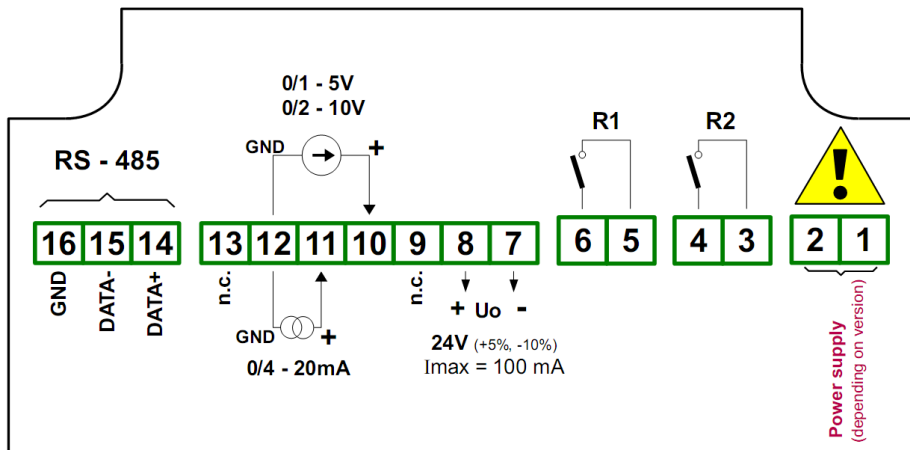 0/1 - 5V
0/2 - 10V
GND +
R1 R2
RS - 485
16 15 14 13 12 11 10 9 8 7 6 5 4 3 2 1
GND
DATA-
DATA+
n.c.
n.c.
GND +
0/4 - 20mA
+ Uo -
24V (+5%, -10%)
Imax = 100 mA
Power supply
(depending on version)
!